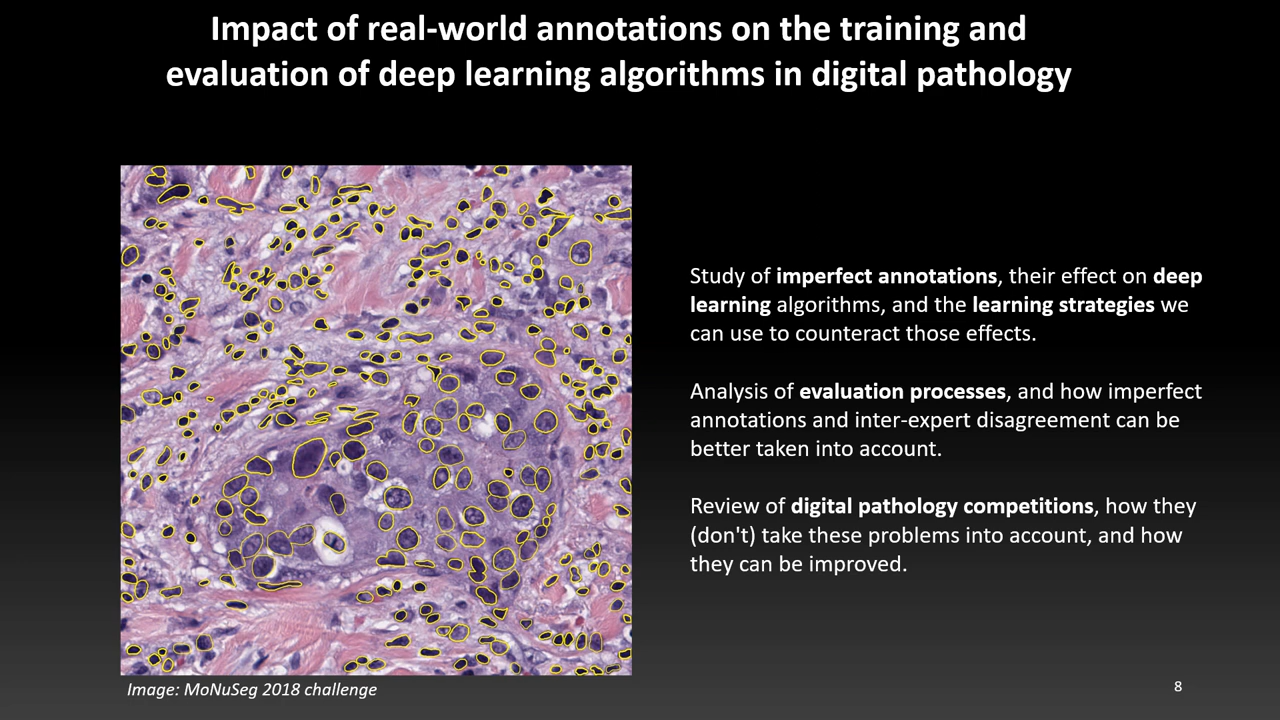 Impact of real-world annotations on the training and
evaluation of deep learning algorithms in digital pathology
Study of imperfect annotations, their effect on deep
learning algorithms, and the learning strategies we
can use to counteract those effects.
Analysis of evaluation processes, and how imperfect
annotations and inter-expert disagreement can be
better taken into account.
Review of digital pathology competitions, how they
(don't) take these problems into account, and how
they can be improved.
Image: MoNuSeg 2018 challenge
8